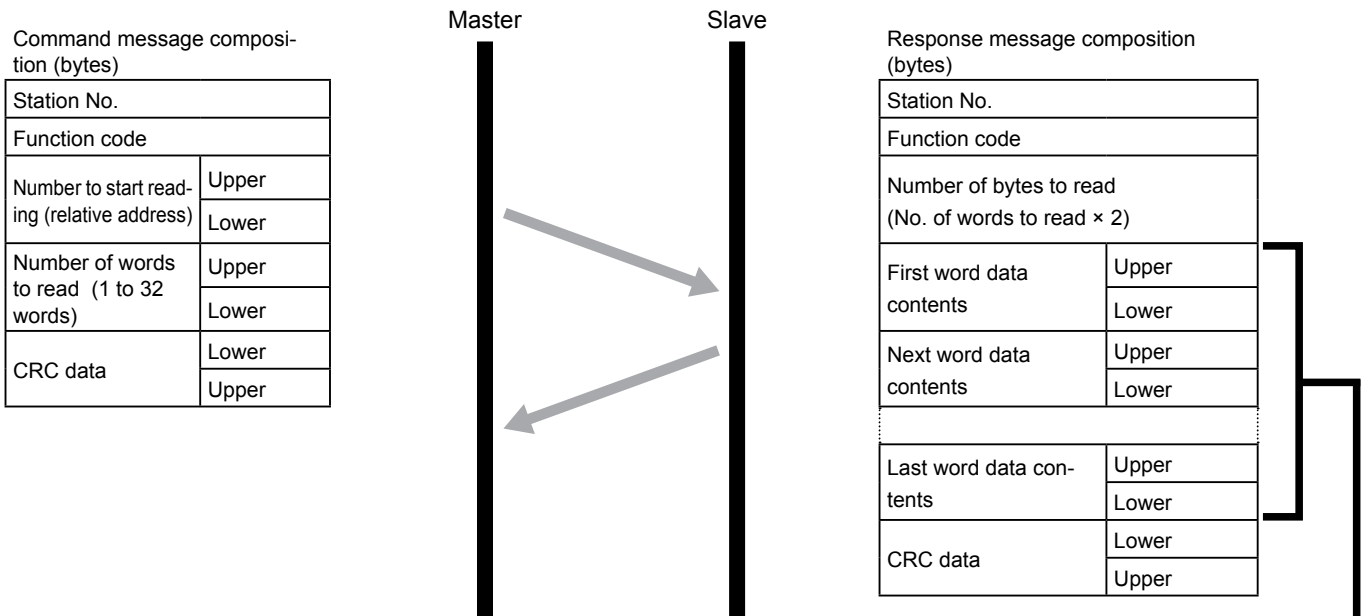 Master
Slave
Command message composi-
tion (bytes)
Station No.
Function code
Number to start read-
ing (relative address)
Upper
Lower
Number of words
to read (1 to 32
words)
Upper
Lower
CRC data
Lower
Upper
Response message composition
(bytes)
Station No.
Function code
Number of bytes to read
(No. of words to read × 2)
First word data
contents
Upper
Lower
Next word data
contents
Upper
Lower
Last word data con-
tents
Upper
Lower
CRC data
Lower
Upper